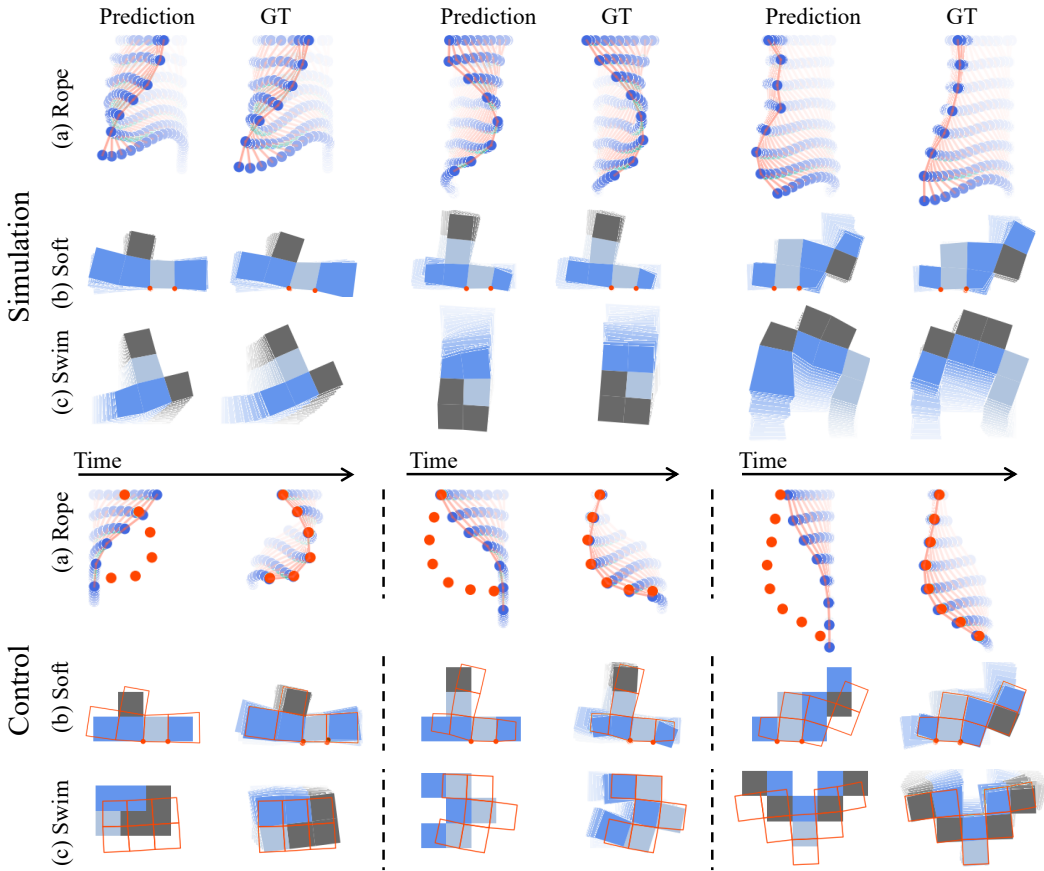 Prediction GT Prediction GT Prediction GT
Simulation
(a) Rope
(b) Soft
(c) Swim
Time Time Time
Control
(a) Rope
(b) Soft
(c) Swim